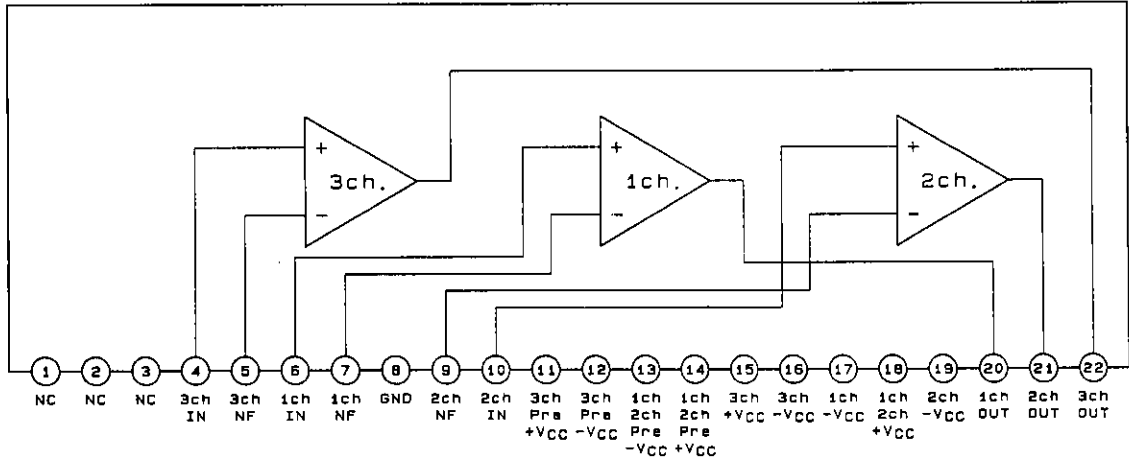 +
3ch.
−
+
1ch.
−
+
2ch.
−
1
2
3
4
5
6
7
8
9
10
11
12
13
14
15
16
17
18
19
20
21
22
NC
NC
NC
3ch
IN
3ch
NF
1ch
IN
1ch
NF
GND
2ch
NF
2ch
IN
3ch
Pre
+VCC
3ch
Pre
−VCC
1ch
2ch
Pre
−VCC
1ch
2ch
Pre
+VCC
3ch
+VCC
3ch
−VCC
1ch
−VCC
1ch
2ch
+VCC
2ch
−VCC
1ch
OUT
2ch
OUT
3ch
OUT